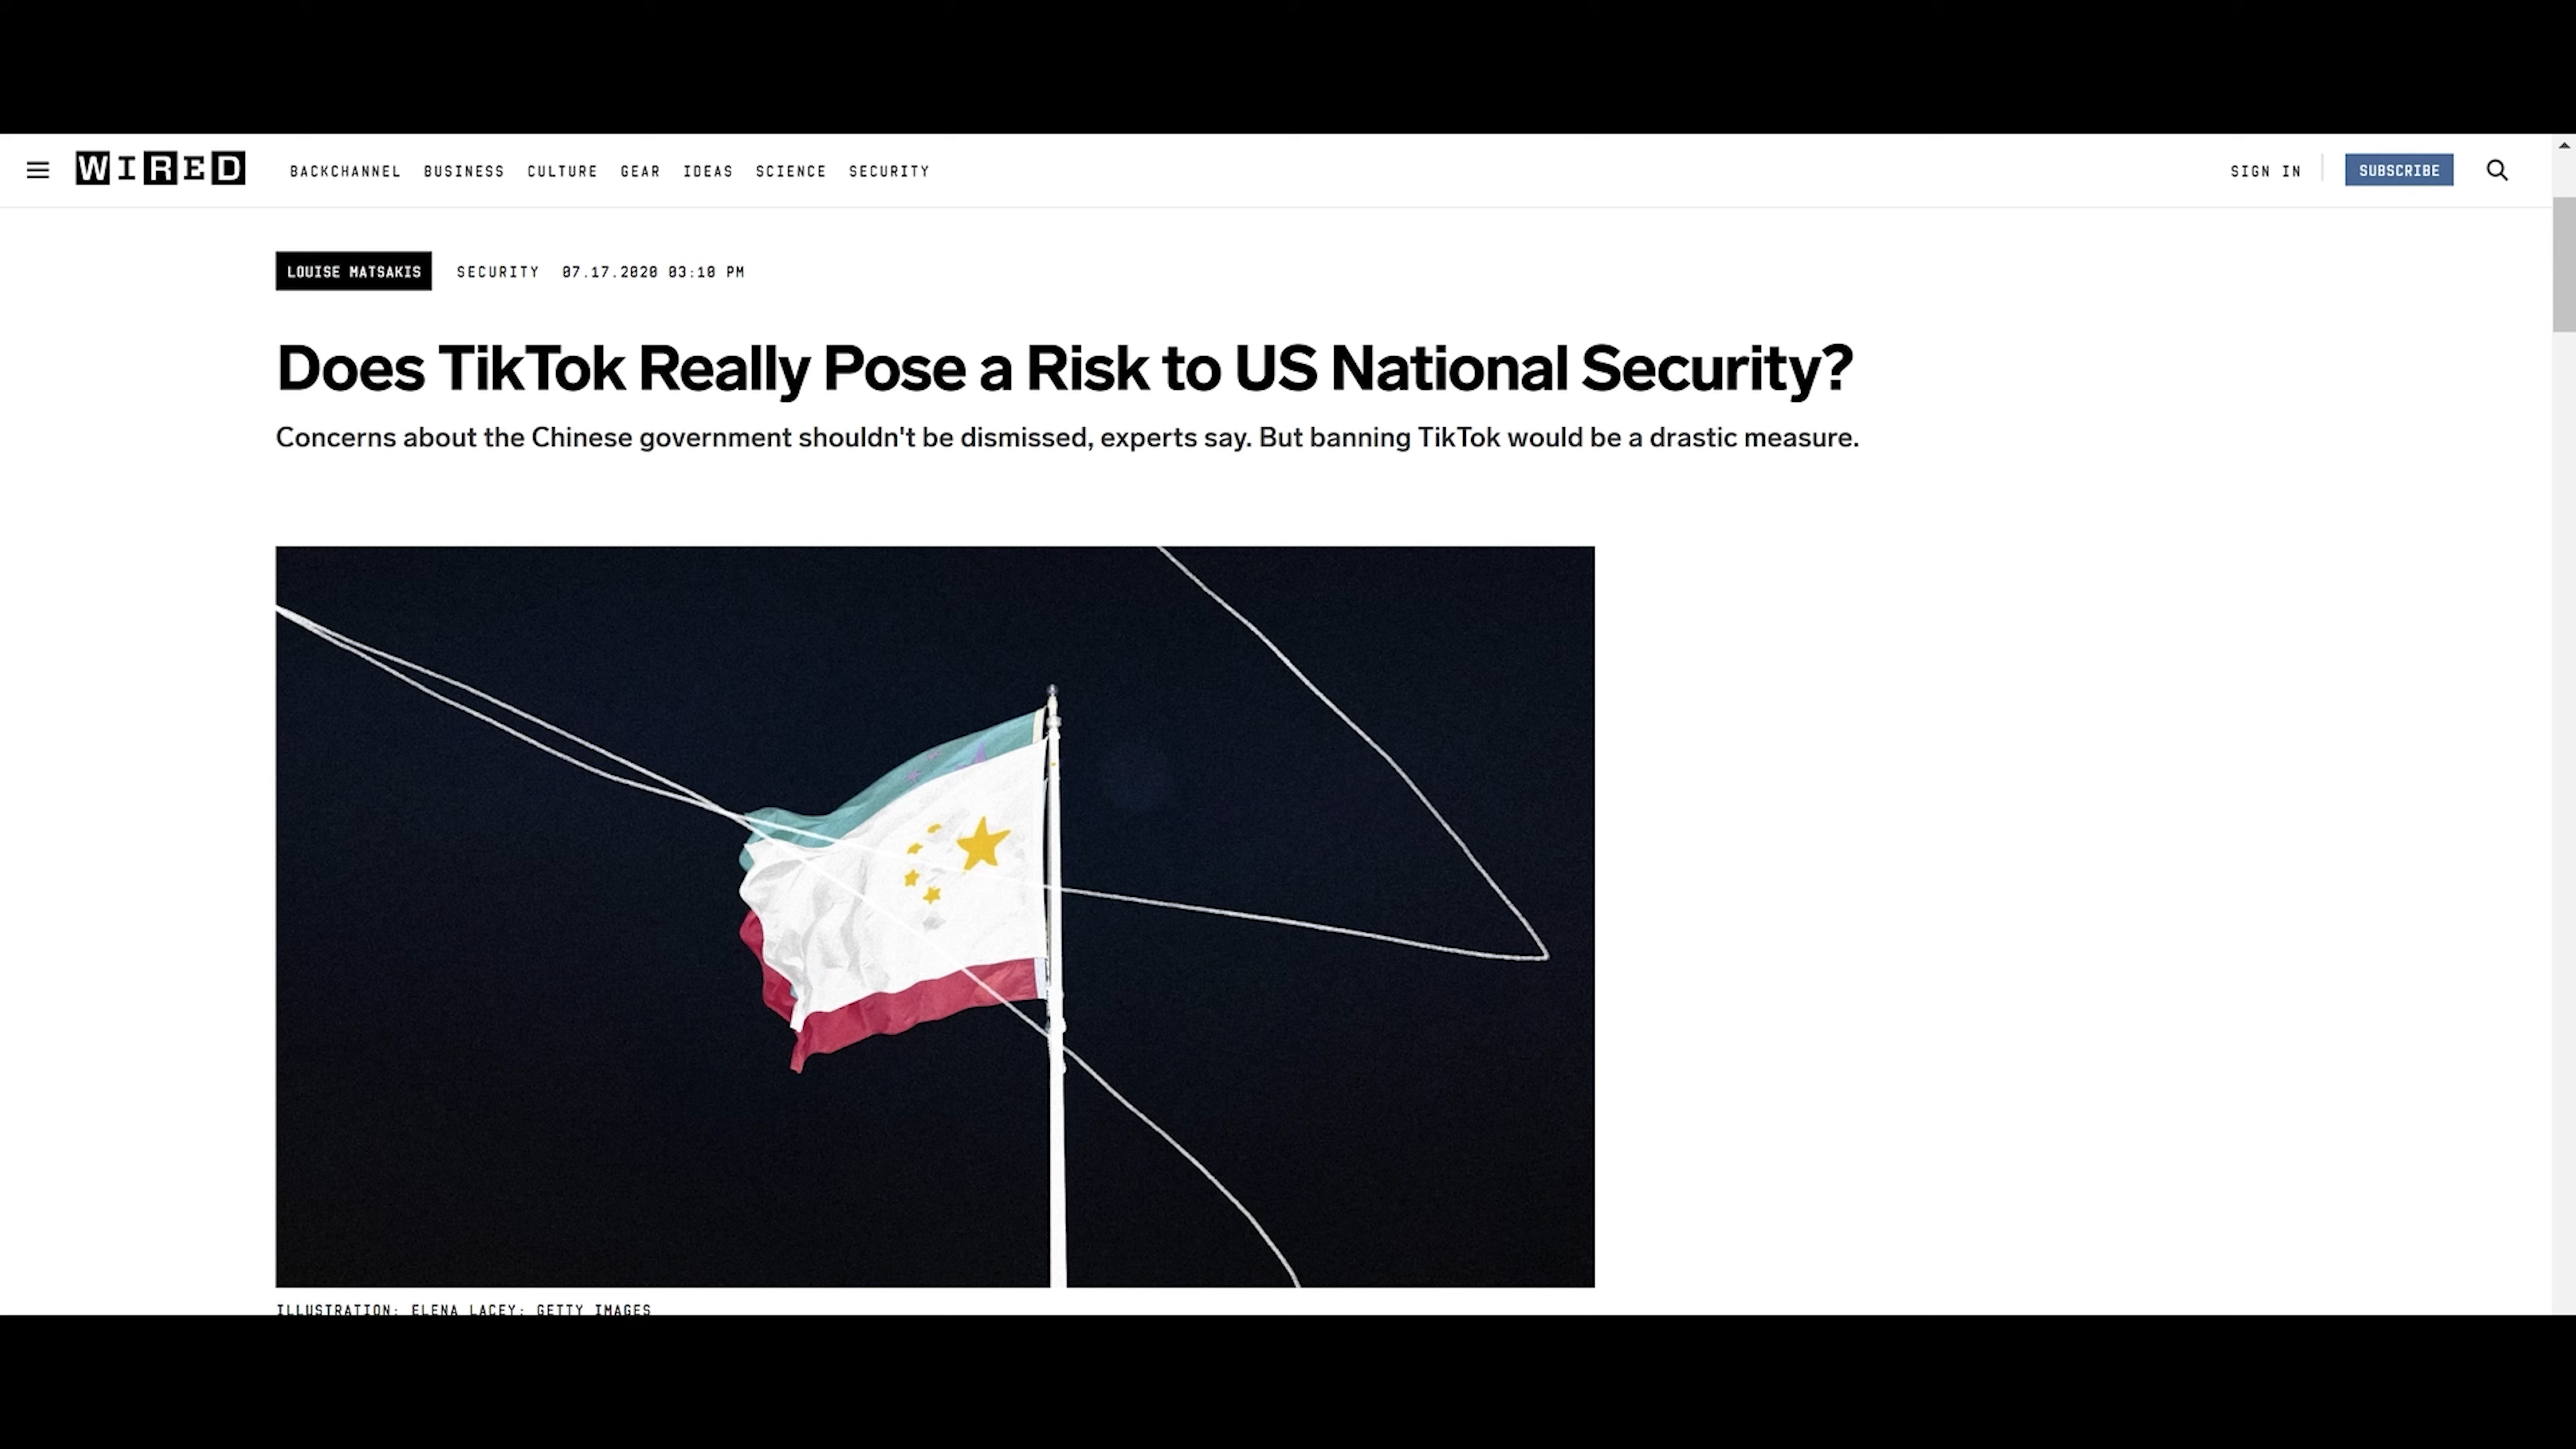 WIRED BACKCHANNEL BUSINESS CULTURE GEAR IDEAS SCIENCE SECURITY SIGN IN SUBSCRIBE
LOUISE MATSAKIS SECURITY 07.17.2020 03:10 PM
Does TikTok Really Pose a Risk to US National Security?
Concerns about the Chinese government shouldn't be dismissed, experts say. But banning TikTok would be a drastic measure.
ILLUSTRATION: ELENA LACEY; GETTY IMAGES